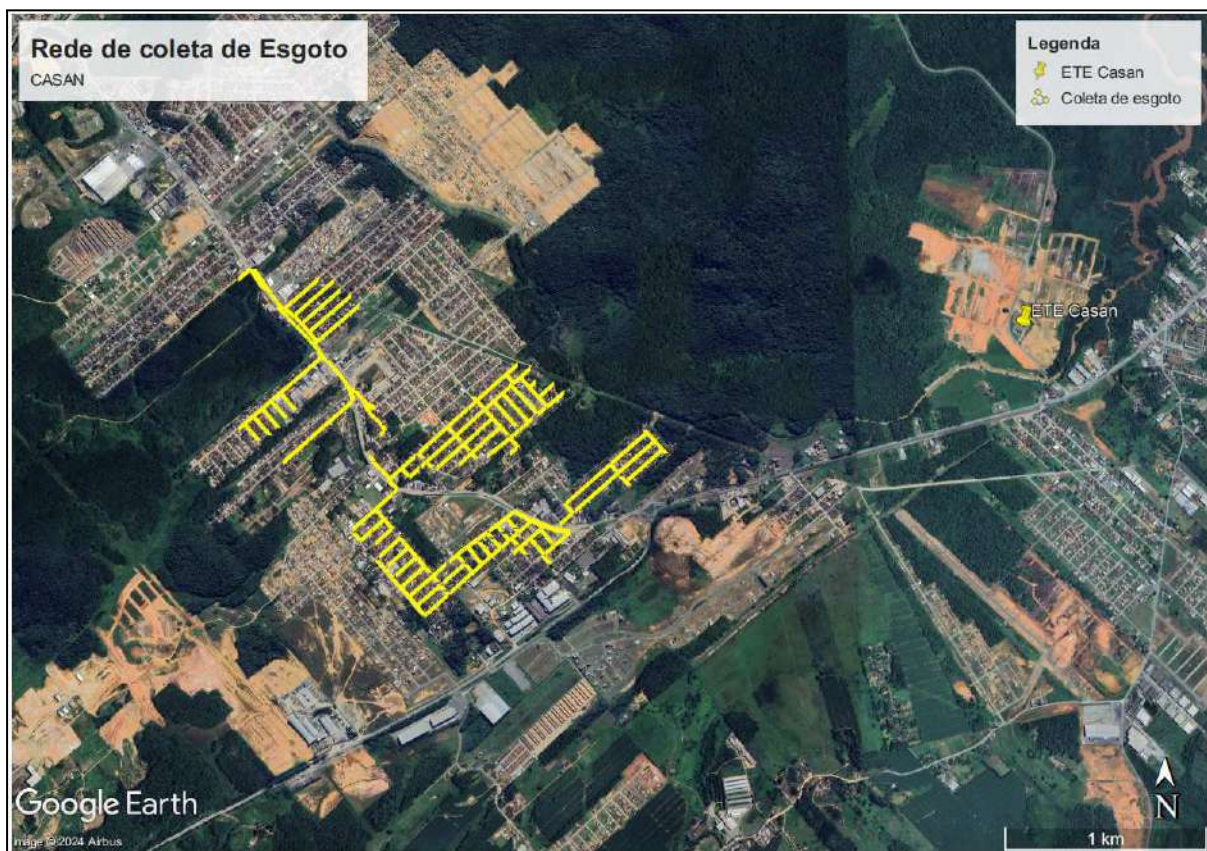 Rede de coleta de Esgoto
CASAN
Legenda
ETE Casan
Coleta de esgoto
ETE Casan
Google Earth
Image © 2024 Airbus
N
1 km